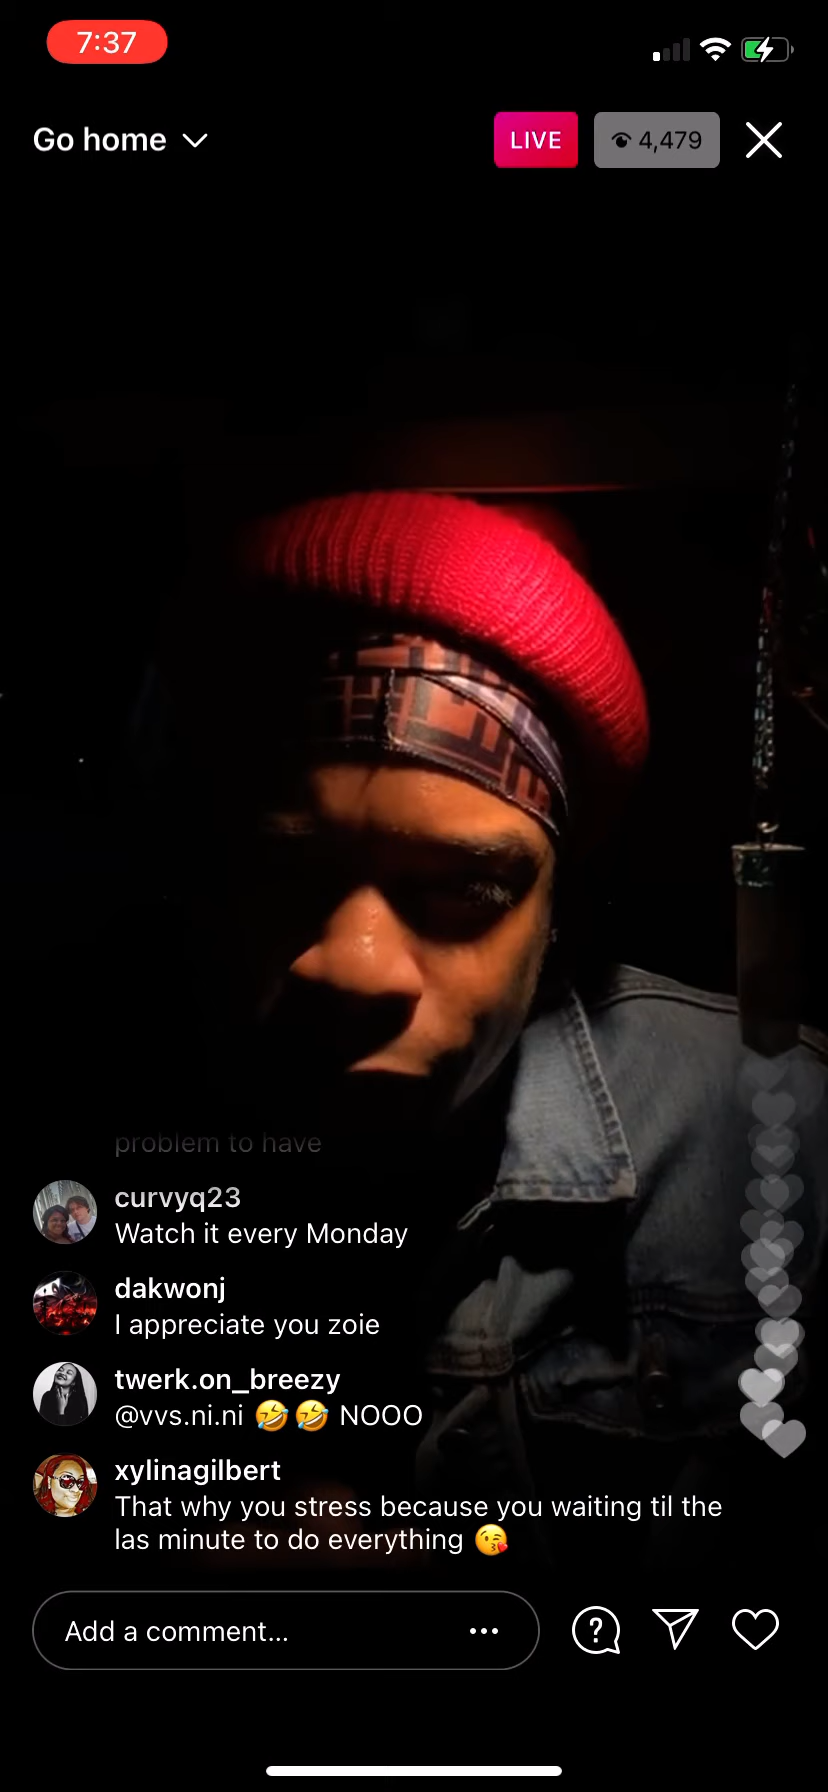 7:37
Go home
LIVE
4,479
problem to have
curvyq23
Watch it every Monday
dakwonj
I appreciate you zoie
twerk.on_breezy
@vvs.ni.ni 🤣🤣 NOOO
xylinagilbert
That why you stress because you waiting til the
las minute to do everything 😘
Add a comment...